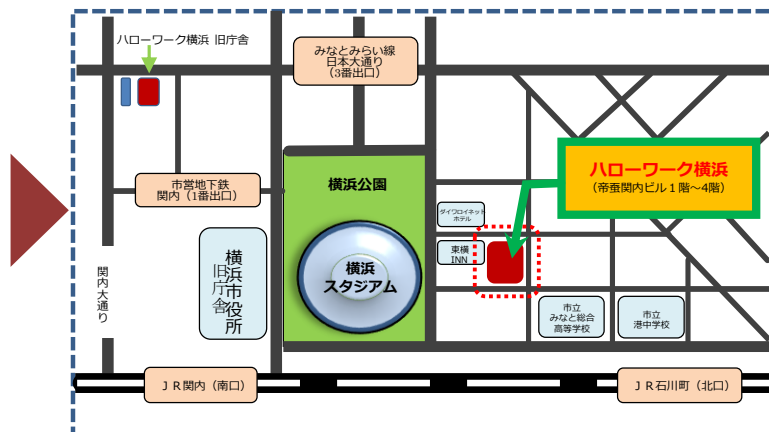 ハローワーク横浜 旧庁舎
みなとみらい線
日本大通り
(3番出口)
ハローワーク横浜
(帝蚕関内ビル1階~4階)
市営地下鉄
関内(1番出口)
横浜公園
ダイワロイネット
ホテル
東横
INN
横浜市役所
旧庁舎
横浜
スタジアム
関内大通り
市立
みなと総合
高等学校
市立
港中学校
JR関内(南口)
JR石川町(北口)